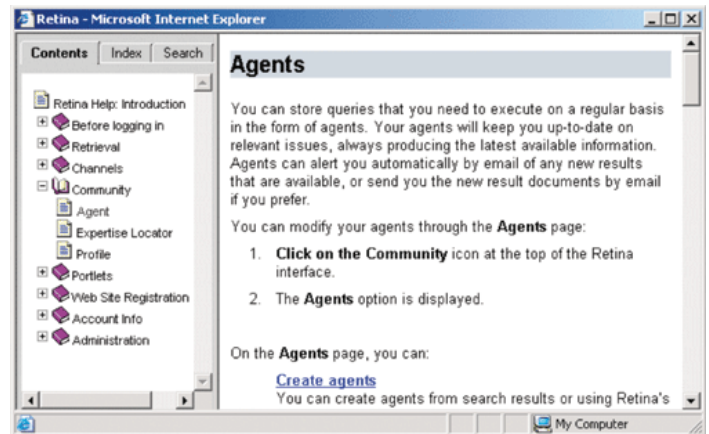 Retina - Microsoft Internet Explorer
Contents Index Search
Retina Help: Introduction
Before logging in
Retrieval
Channels
Community
Agent
Expertise Locator
Profile
Portlets
Web Site Registration
Account Info
Administration
Agents
You can store queries that you need to execute on a regular basis
in the form of agents. Your agents will keep you up-to-date on
relevant issues, always producing the latest available information.
Agents can alert you automatically by email of any new results
that are available, or send you the new result documents by email
if you prefer.
You can modify your agents through the Agents page:
1. Click on the Community icon at the top of the Retina
interface.
2. The Agents option is displayed.
On the Agents page, you can:
Create agents
You can create agents from search results or using Retina's
My Computer